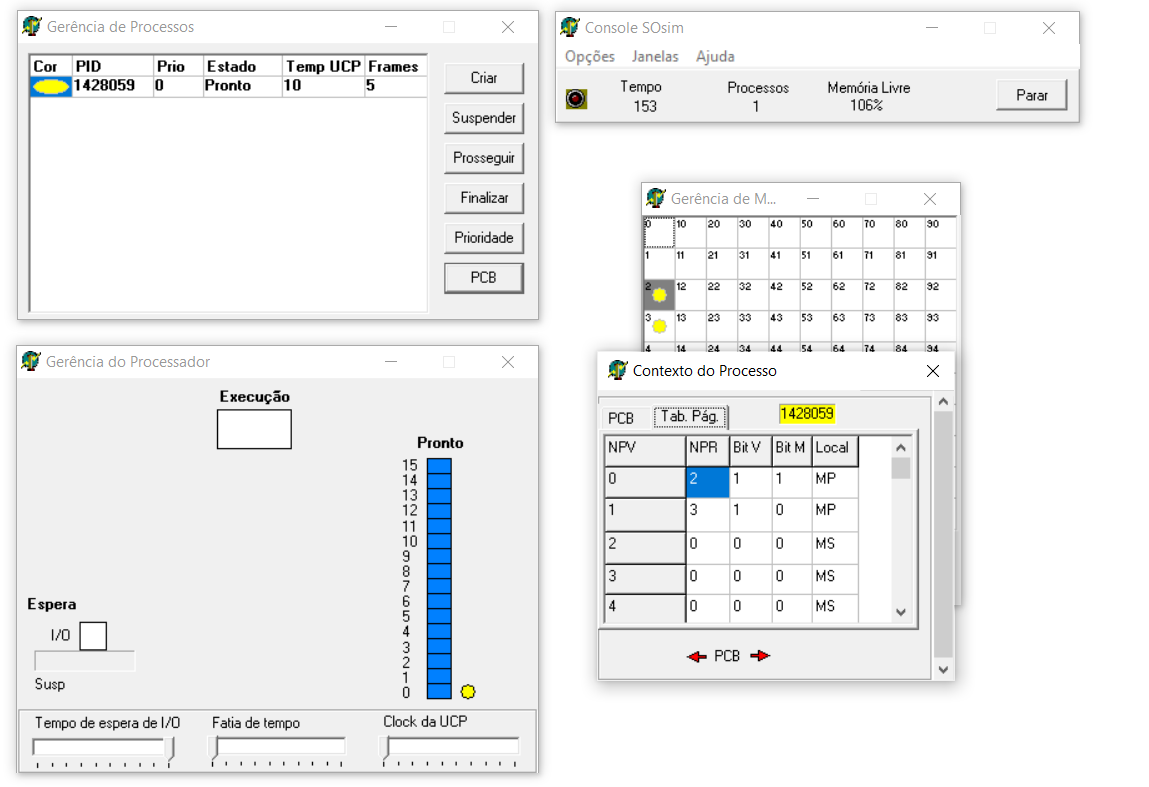 Gerência de Processos
Cor PID Prio Estado Temp UCP Frames
1428059 0 Pronto 10 5
Criar
Suspender
Prosseguir
Finalizar
Prioridade
PCB
Console SOsim
Opções Janelas Ajuda
Tempo Processos Memória Livre
153 1 106%
Parar
Gerência de M...
0 10 20 30 40 50 60 70 80 90
1 11 21 31 41 51 61 71 81 91
2 12 22 32 42 52 62 72 82 92
3 13 23 33 43 53 63 73 83 93
4 14 24 34 44 54 64 74 84 94
Gerência do Processador
Execução
Pronto
15
14
13
12
11
10
9
8
7
6
5
4
3
2
1
0
Espera
I/O
Susp
Tempo de espera de I/O Fatia de tempo Clock da UCP
Contexto do Processo
PCB Tab. Pág. 1428059
NPV NPR Bit V Bit M Local
0 2 1 1 MP
1 3 1 0 MP
2 0 0 0 MS
3 0 0 0 MS
4 0 0 0 MS
PCB